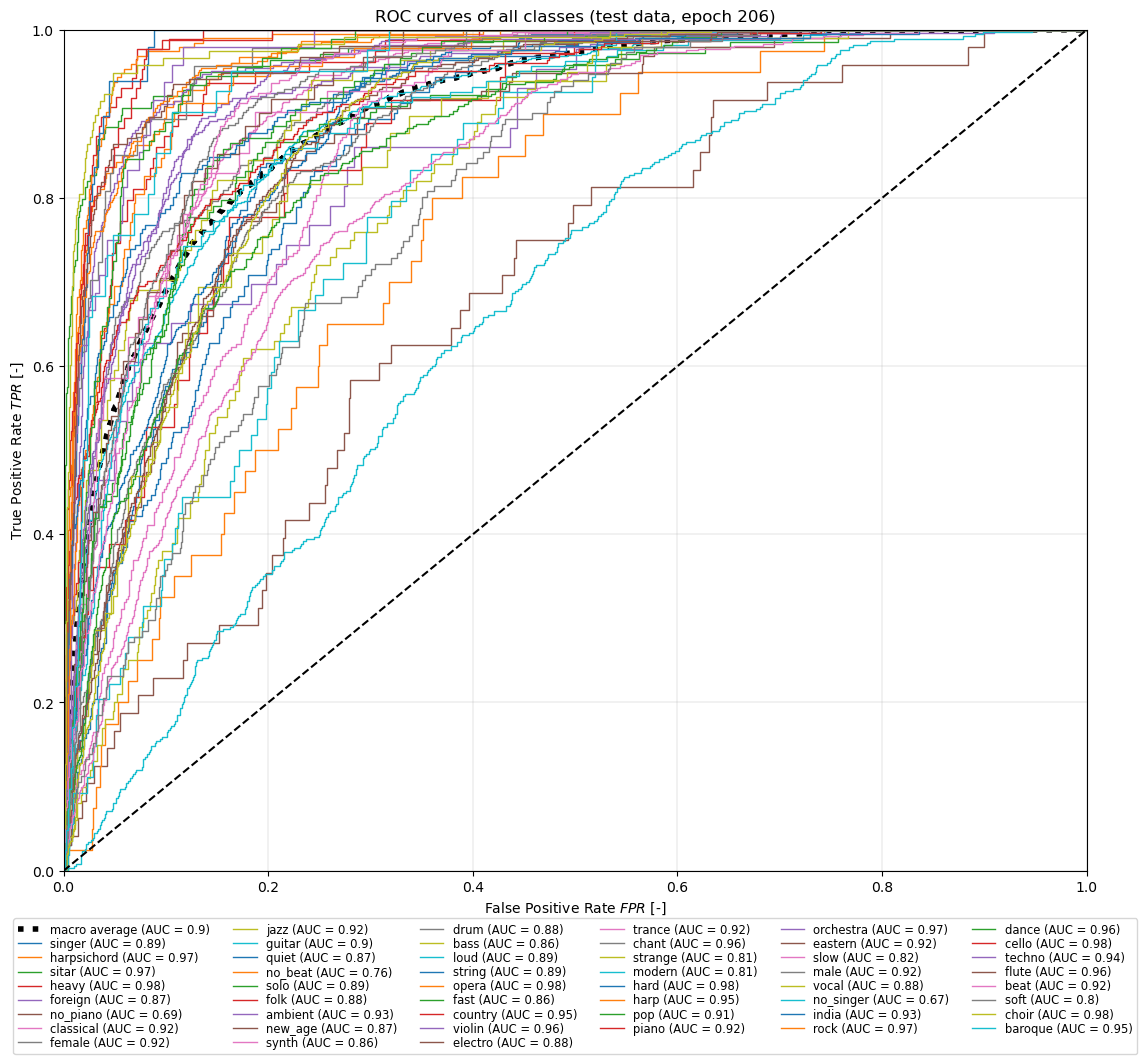 ROC curves of all classes (test data, epoch 206)
1.0
0.8
0.6
0.4
0.2
0.0
True Positive Rate TPR [-]
0.0 0.2 0.4 0.6 0.8 1.0
False Positive Rate FPR [-]
macro average (AUC = 0.9)
singer (AUC = 0.89)
harpsichord (AUC = 0.97)
sitar (AUC = 0.97)
heavy (AUC = 0.98)
foreign (AUC = 0.87)
no_piano (AUC = 0.69)
classical (AUC = 0.92)
female (AUC = 0.92)
jazz (AUC = 0.92)
guitar (AUC = 0.9)
quiet (AUC = 0.87)
no_beat (AUC = 0.76)
solo (AUC = 0.89)
folk (AUC = 0.88)
ambient (AUC = 0.93)
new_age (AUC = 0.87)
synth (AUC = 0.86)
drum (AUC = 0.88)
bass (AUC = 0.86)
loud (AUC = 0.89)
string (AUC = 0.89)
opera (AUC = 0.98)
fast (AUC = 0.86)
country (AUC = 0.95)
violin (AUC = 0.96)
electro (AUC = 0.88)
trance (AUC = 0.92)
chant (AUC = 0.96)
strange (AUC = 0.81)
modern (AUC = 0.81)
hard (AUC = 0.98)
harp (AUC = 0.95)
pop (AUC = 0.91)
piano (AUC = 0.92)
orchestra (AUC = 0.97)
eastern (AUC = 0.92)
slow (AUC = 0.82)
male (AUC = 0.92)
vocal (AUC = 0.88)
no_singer (AUC = 0.67)
india (AUC = 0.93)
rock (AUC = 0.97)
dance (AUC = 0.96)
cello (AUC = 0.98)
techno (AUC = 0.94)
flute (AUC = 0.96)
beat (AUC = 0.92)
soft (AUC = 0.8)
choir (AUC = 0.98)
baroque (AUC = 0.95)